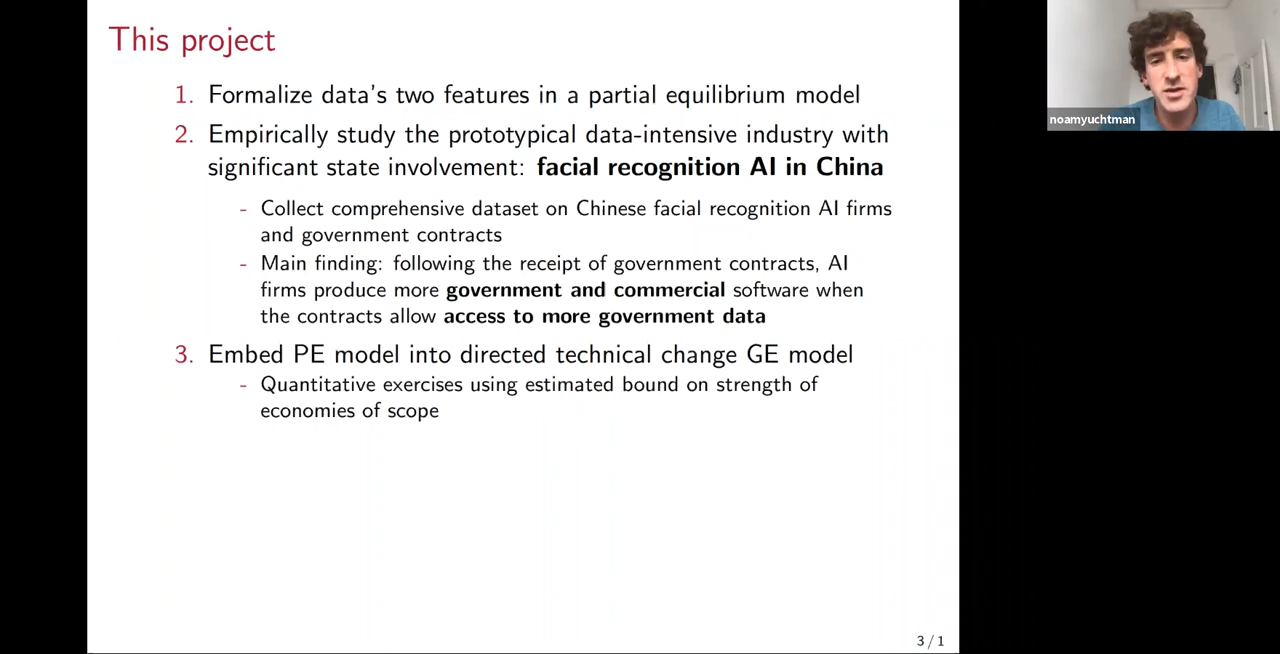 This project
1. Formalize data's two features in a partial equilibrium model
2. Empirically study the prototypical data-intensive industry with
significant state involvement: facial recognition AI in China
- Collect comprehensive dataset on Chinese facial recognition AI firms
and government contracts
- Main finding: following the receipt of government contracts, AI
firms produce more government and commercial software when
the contracts allow access to more government data
3. Embed PE model into directed technical change GE model
- Quantitative exercises using estimated bound on strength of
economies of scope
3 / 1
noamyuchtman